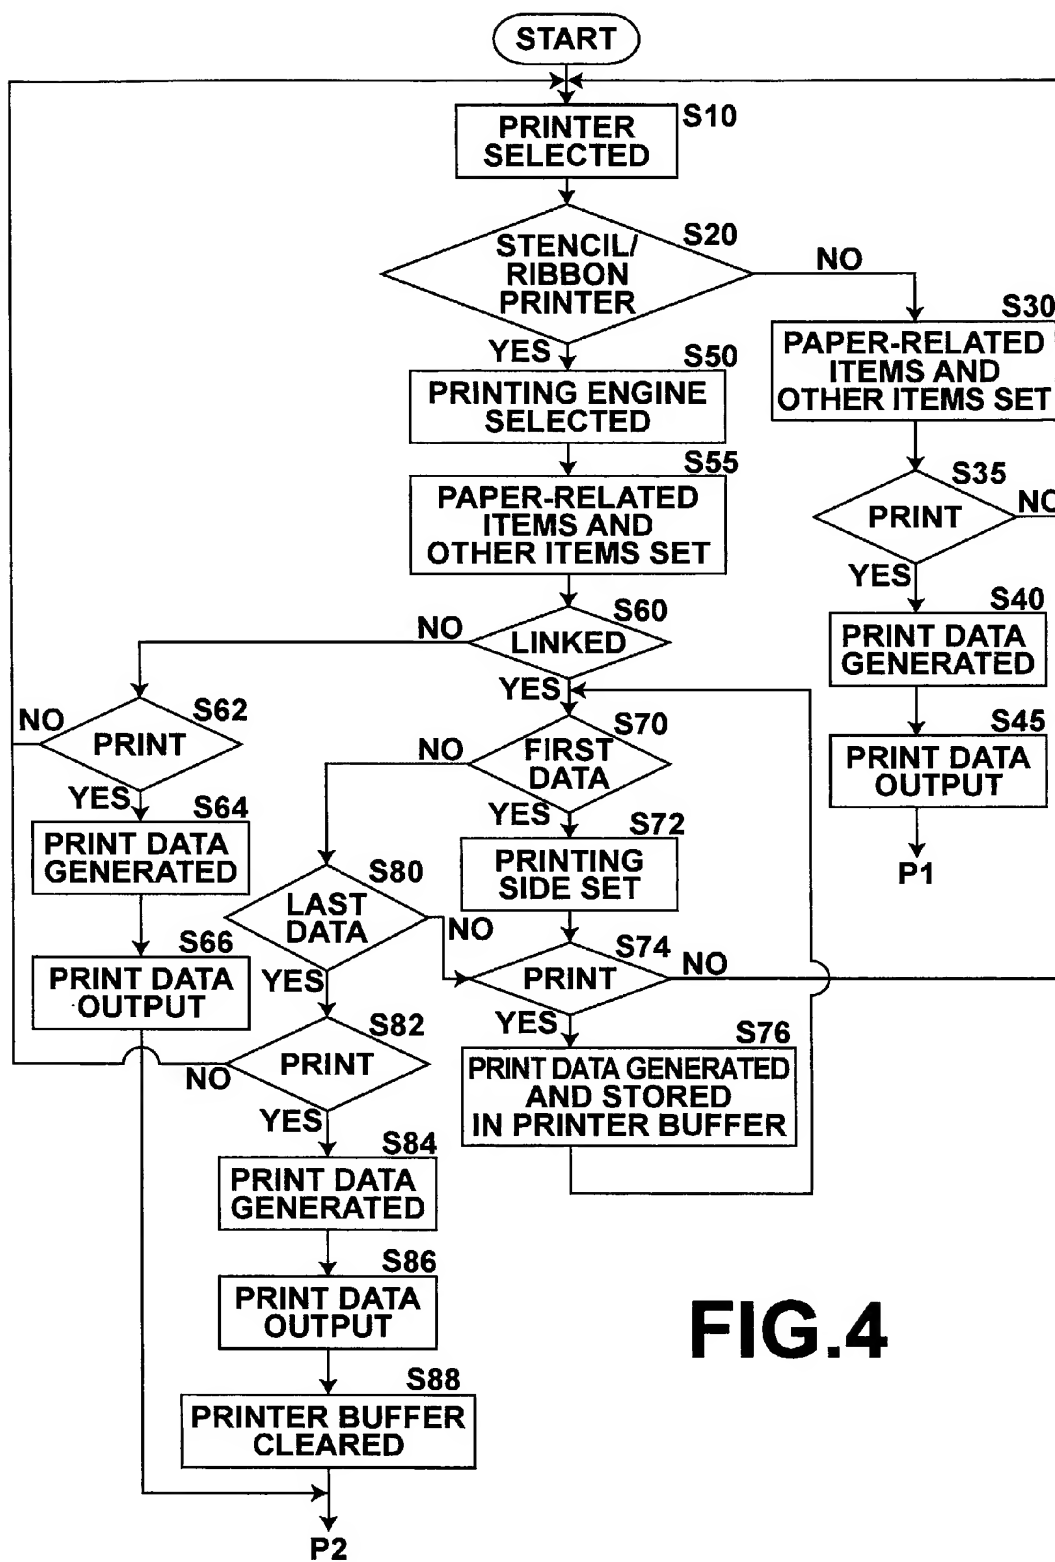 START
S10
PRINTER
SELECTED
S20
STENCIL/
RIBBON
PRINTER
NO
YES
S30
PAPER-RELATED
ITEMS AND
OTHER ITEMS SET
S50
PRINTING ENGINE
SELECTED
S35
PRINT
NO
YES
S55
PAPER-RELATED
ITEMS AND
OTHER ITEMS SET
S40
PRINT DATA
GENERATED
S60
LINKED
NO
YES
S45
PRINT DATA
OUTPUT
P1
S62
PRINT
NO
YES
S70
FIRST
DATA
NO
YES
S64
PRINT DATA
GENERATED
S72
PRINTING
SIDE SET
S80
LAST
DATA
NO
YES
S66
PRINT DATA
OUTPUT
S74
PRINT
NO
YES
S82
PRINT
NO
YES
S76
PRINT DATA GENERATED
AND STORED
IN PRINTER BUFFER
S84
PRINT DATA
GENERATED
S86
PRINT DATA
OUTPUT
S88
PRINTER BUFFER
CLEARED
P2
FIG.4